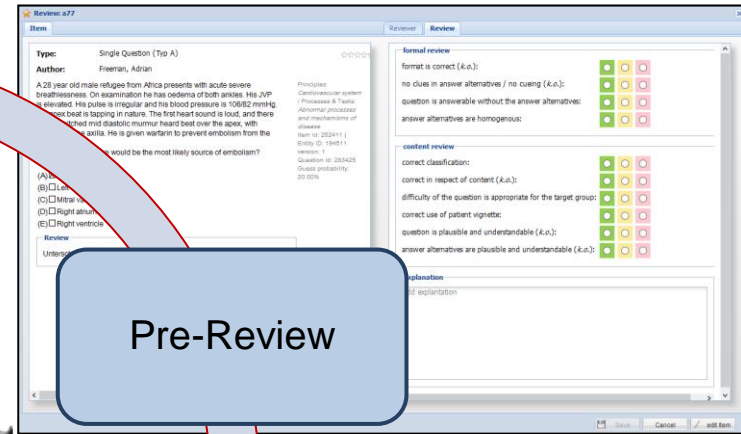 Review: a77
Item
Type: Single Question (Typ A)
Author: Freeman, Adrian
A 28 year old male refugee from Africa presents with acute severe
breathlessness. On examination he has oedema of both ankles. His JVP
is elevated. His pulse is irregular and his blood pressure is 106/82 mmHg.
apex beat is tapping in nature. The first heart sound is loud, and there
mid diastolic murmur heard best over the apex, with
axilla. He is given warfarin to prevent embolism from the
would be the most likely source of embolism?
(A)
(B) Left
(C) Mitral
(D) Right atrium
(E) Right ventricle
Review
Principles:
Cardiovascular system
/ Processes & Tasks:
Abnormal processes
and mechanisms of
disease
Item Id: 252411 |
Entity ID: 194511
version: 1
Question Id: 283425
Guess probability:
20.00%
Reviewer Review
formal review
format is correct (k.o.):
no clues in answer alternatives / no cueing (k.o.):
question is answerable without the answer alternatives:
answer alternatives are homogenous:
content review
correct classification:
correct in respect of content (k.o.):
difficulty of the question is appropriate for the target group:
correct use of patient vignette:
question is plausible and understandable (k.o.):
answer alternatives are plausible and understandable (k.o.):
explanation
add explantation
Save Cancel edit Item
Pre-Review